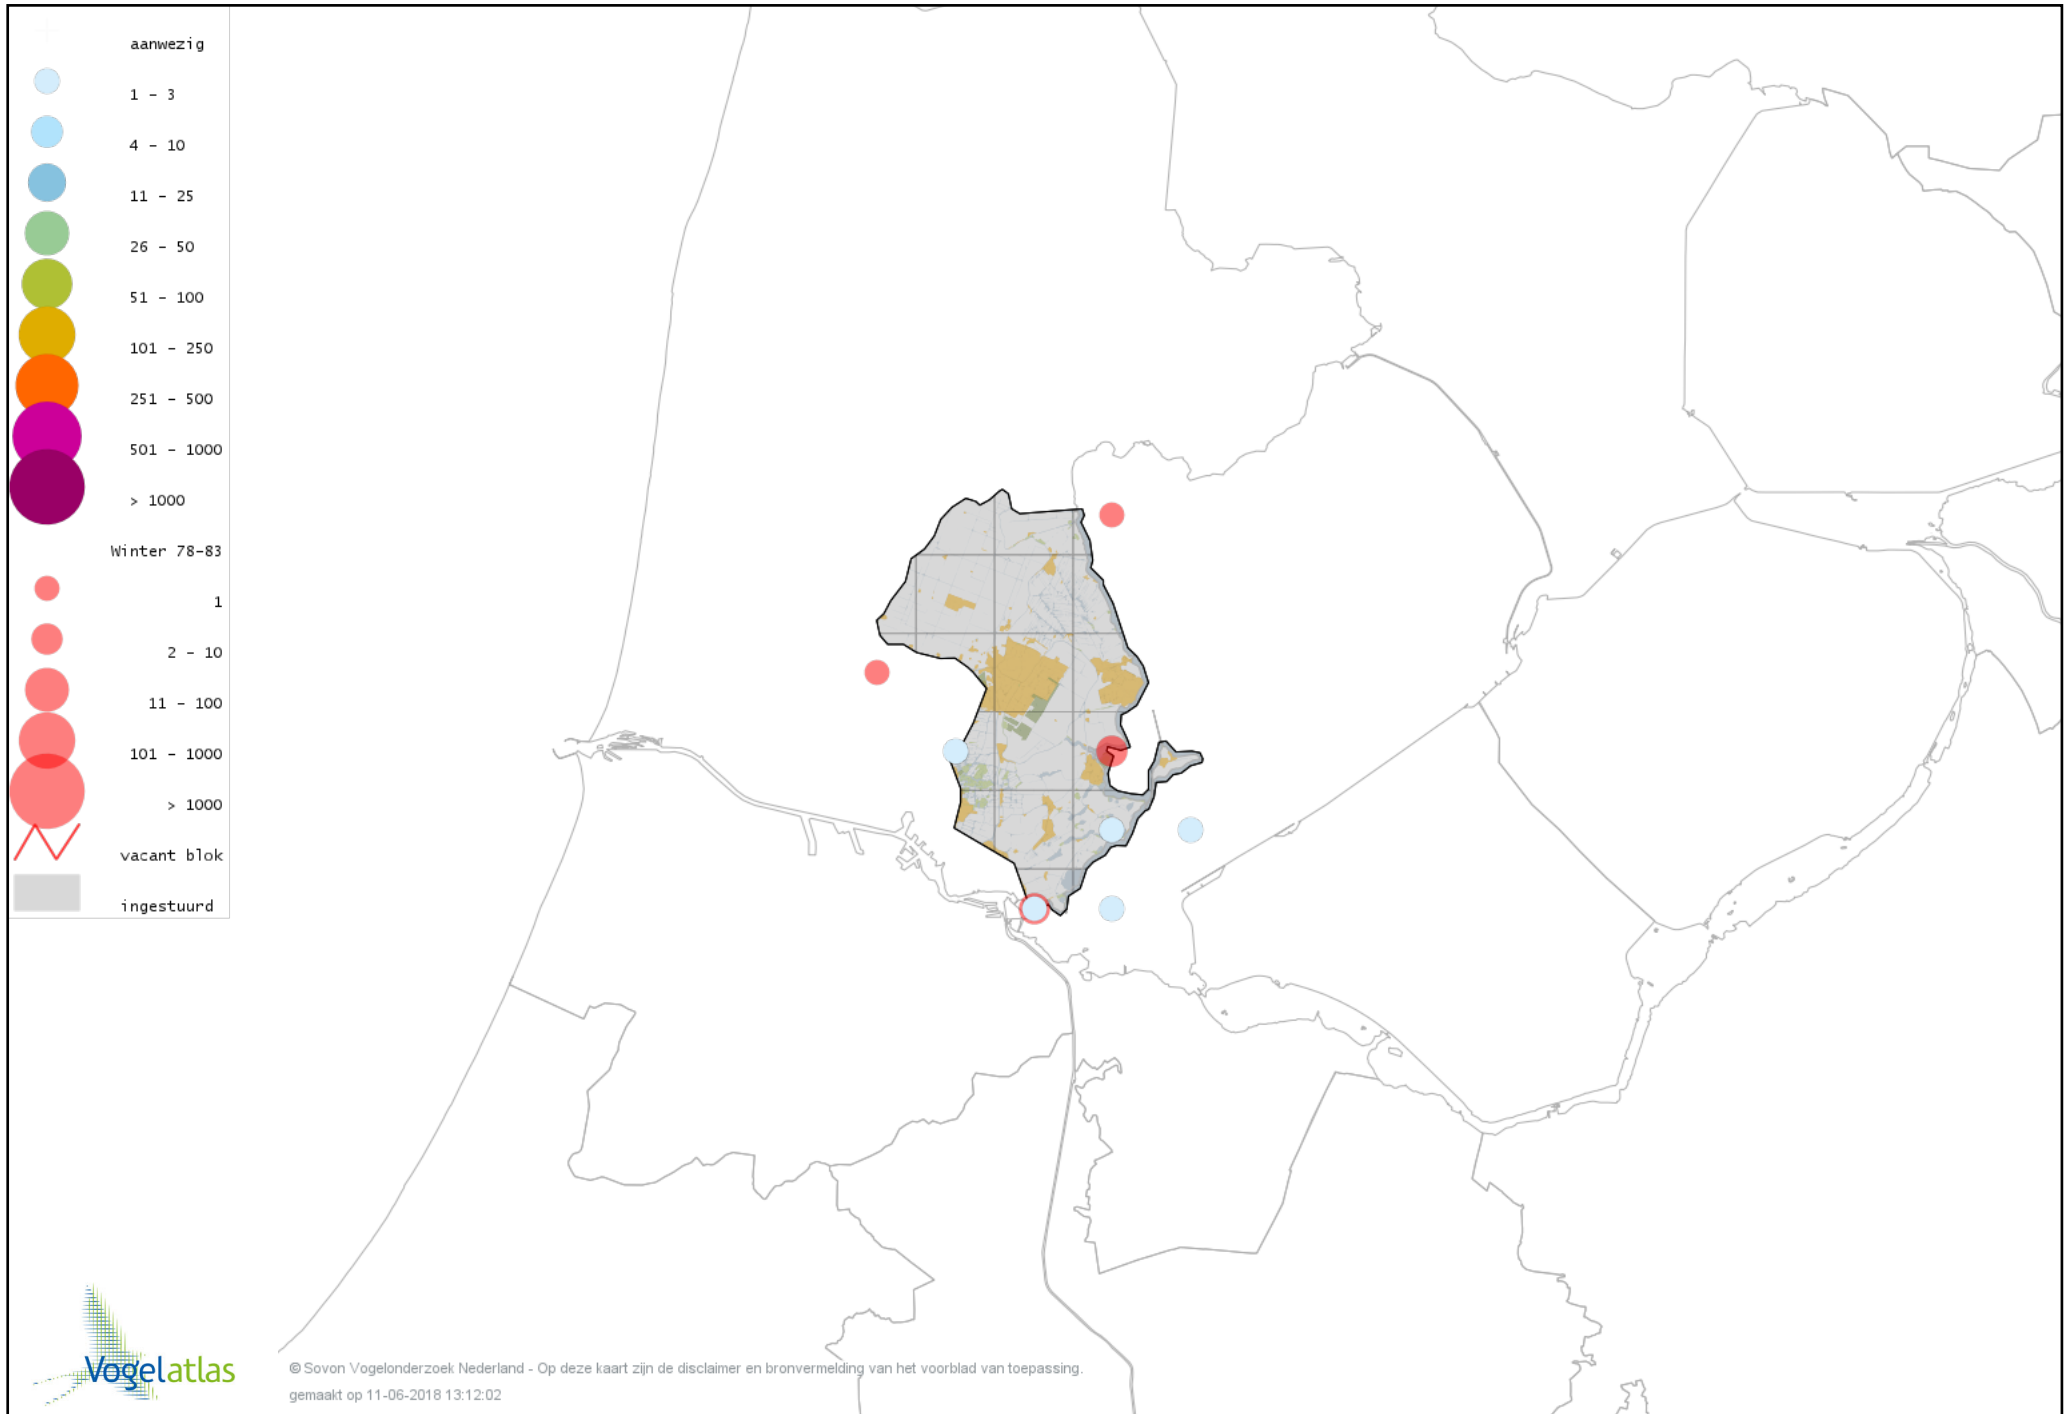 aanwezig
1 - 3
4 - 10
11 - 25
26 - 50
51 - 100
101 - 250
251 - 500
501 - 1000
> 1000
Winter 78-83
1
2 - 10
11 - 100
101 - 1000
> 1000
vacant blok
ingestuurd
Vogelatlas
© Sovon Vogelonderzoek Nederland - Op deze kaart zijn de disclaimer en bronvermelding van het voorblad van toepassing.
gemaakt op 11-06-2018 13:12:02